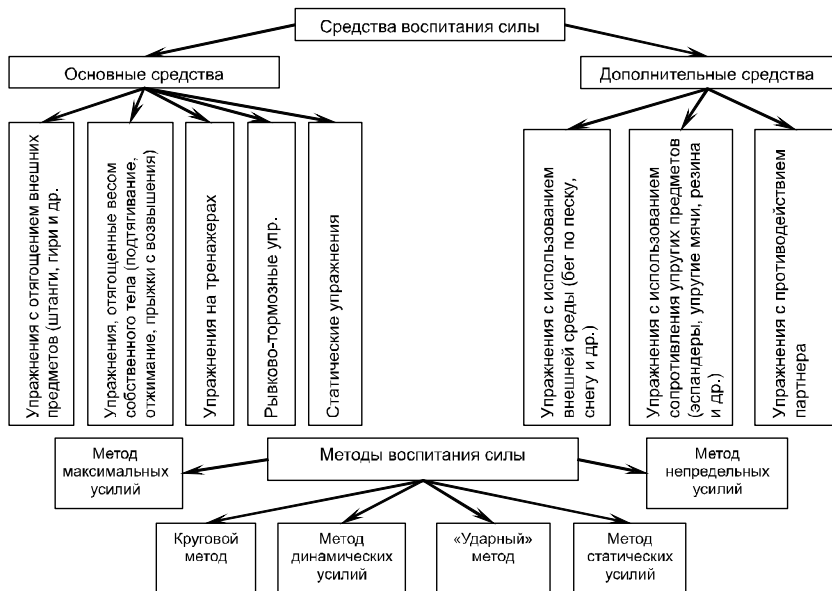 Средства воспитания силы
Основные средства
Дополнительные средства
Упражнения с отягощением внешних
предметов (штанги, гири и др.
Упражнения, отягощенные весом
собственного тела (подтягивание,
отжимание, прыжки с возвышения)
Упражнения на тренажерах
Рывково-тормозные упр.
Статические упражнения
Упражнения с использованием
внешней среды (бег по песку,
снегу и др.)
Упражнения с использованием
сопротивления упругих предметов
(эспандеры, упругие мячи, резина
и др.)
Упражнения с противодействием
партнера
Метод
максимальных
усилий
Методы воспитания силы
Метод
непредельных
усилий
Круговой
метод
Метод
динамических
усилий
«Ударный»
метод
Метод
статических
усилий